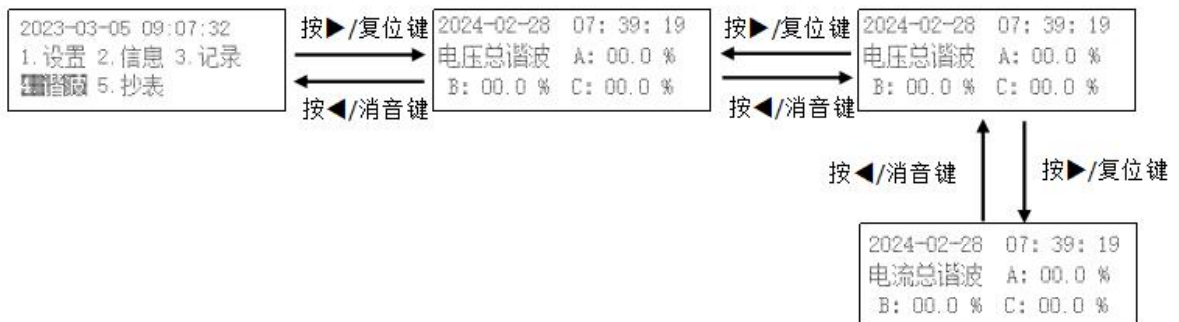 2023-03-05 09:07:32
1.设置 2.信息 3.记录
4.谐波 5.抄表
按▶/复位键
按◀/消音键
2024-02-28 07: 39: 19
电压总谐波 A: 00.0 %
B: 00.0 % C: 00.0 %
按▶/复位键
按◀/消音键
2024-02-28 07: 39: 19
电压总谐波 A: 00.0 %
B: 00.0 % C: 00.0 %
按◀/消音键
按▶/复位键
2024-02-28 07: 39: 19
电流总谐波 A: 00.0 %
B: 00.0 % C: 00.0 %